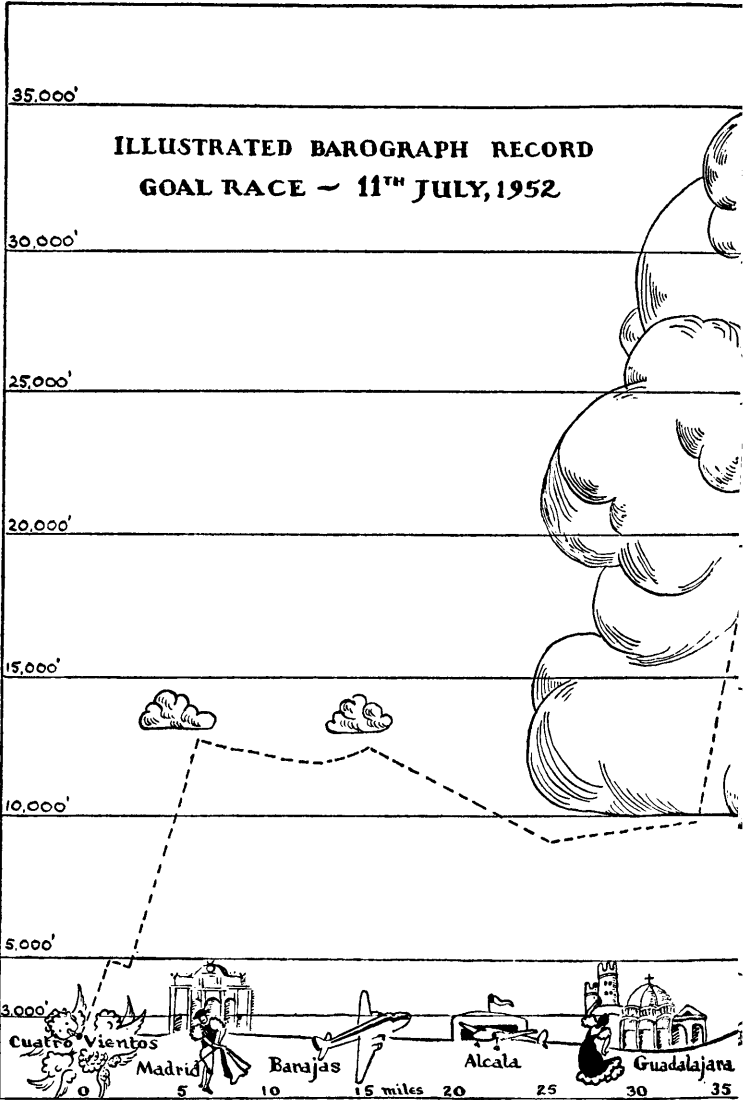 35.000'
ILLUSTRATED BAROGRAPH RECORD
GOAL RACE ~ 11TH JULY, 1952
30,000'
25,000'
20,000'
15,000'
10,000'
5,000'
3,000'
Cuatro Vientos
Madrid
Banajas
Alcala
Guadalajara
0 5 10 15 miles 20 25 30 35